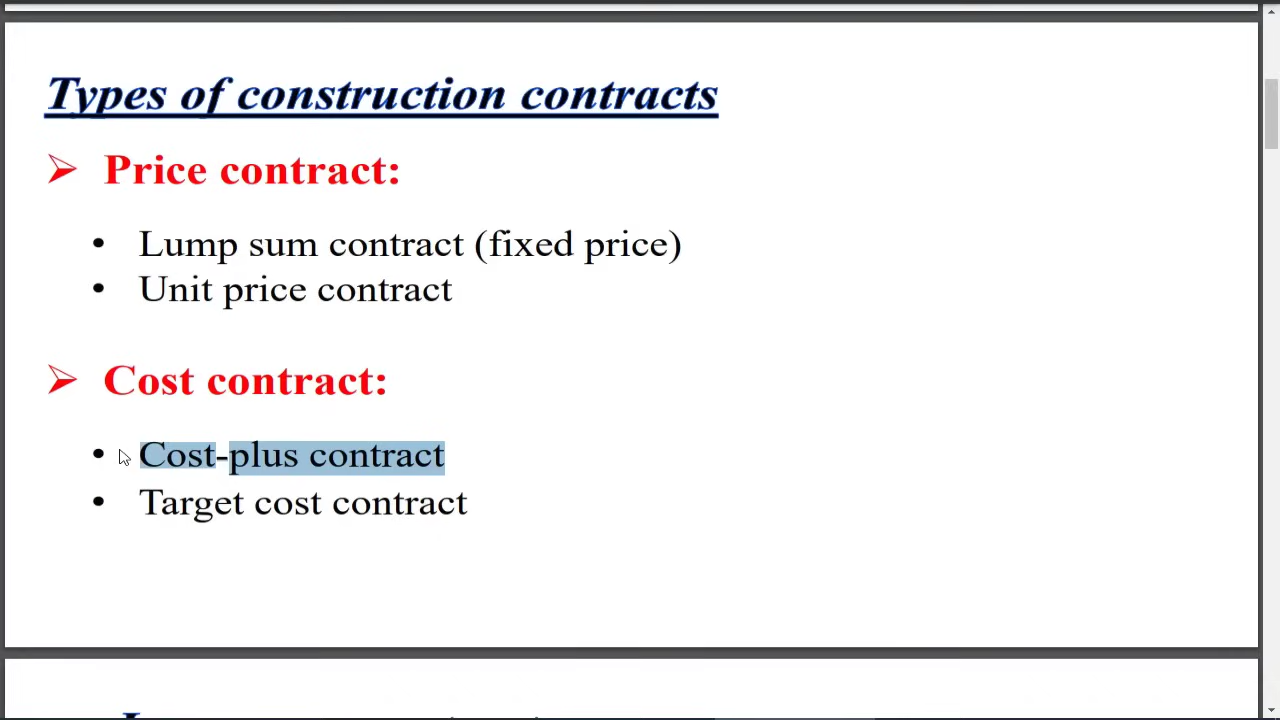 Types of construction contracts
➢ Price contract:
• Lump sum contract (fixed price)
• Unit price contract
➢ Cost contract:
• Cost-plus contract
• Target cost contract